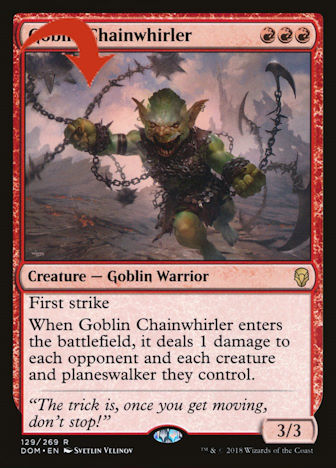 Goblin Chainwhirler
Creature — Goblin Warrior
First strike
When Goblin Chainwhirler enters
the battlefield, it deals 1 damage to
each opponent and each creature
and planeswalker they control.
“The trick is, once you get moving,
don’t stop!”
3/3
129/269 R
DOM • EN SVETLIN VELINOV
™ & © 2018 Wizards of the Coast